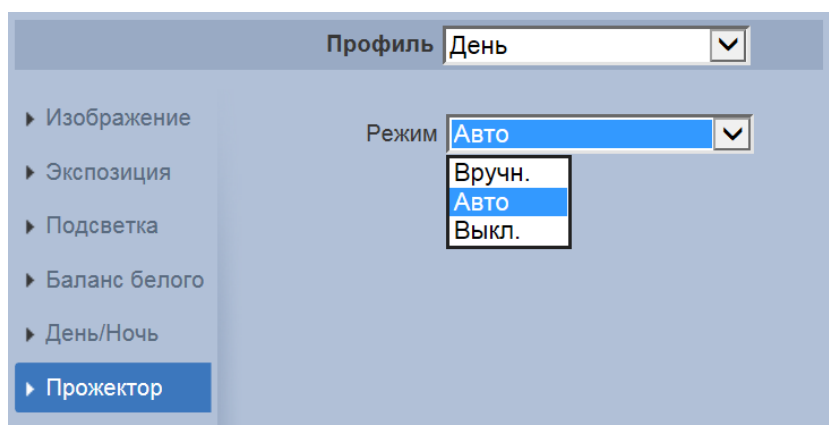 Профиль День
Изображение
Режим Авто
Экспозиция
Вручн.
Авто
Подсветка
Выкл.
Баланс белого
День/Ночь
Прожектор